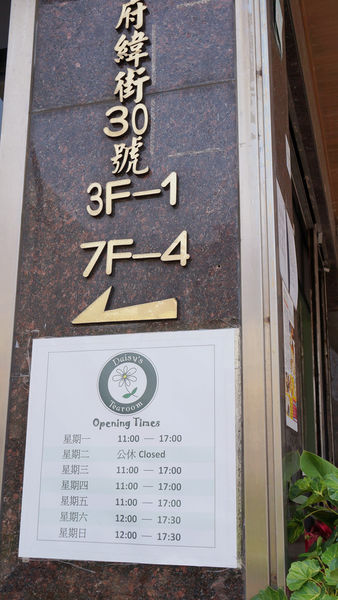 府緯街
30
號
3F-1
7F-4
Daisy's
Tearoom
Opening Times
星期一 11:00 — 17:00
星期二 公休 Closed
星期三 11:00 — 17:00
星期四 11:00 — 17:00
星期五 11:00 — 17:00
星期六 12:00 — 17:30
星期日 12:00 — 17:30